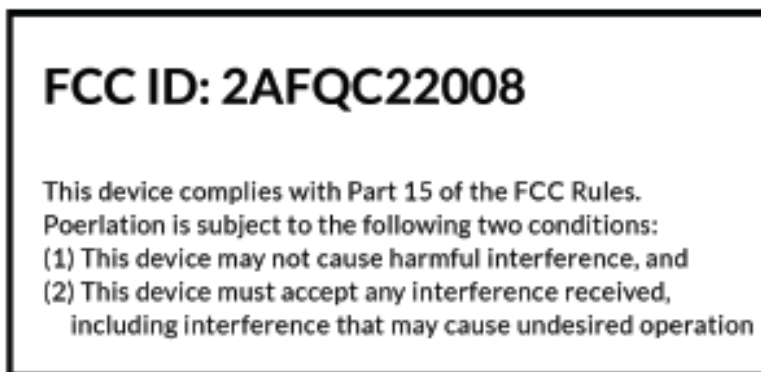 FCC ID: 2AFQC22008
This device complies with Part 15 of the FCC Rules.
Poerlation is subject to the following two conditions:
(1) This device may not cause harmful interference, and
(2) This device must accept any interference received,
including interference that may cause undesired operation